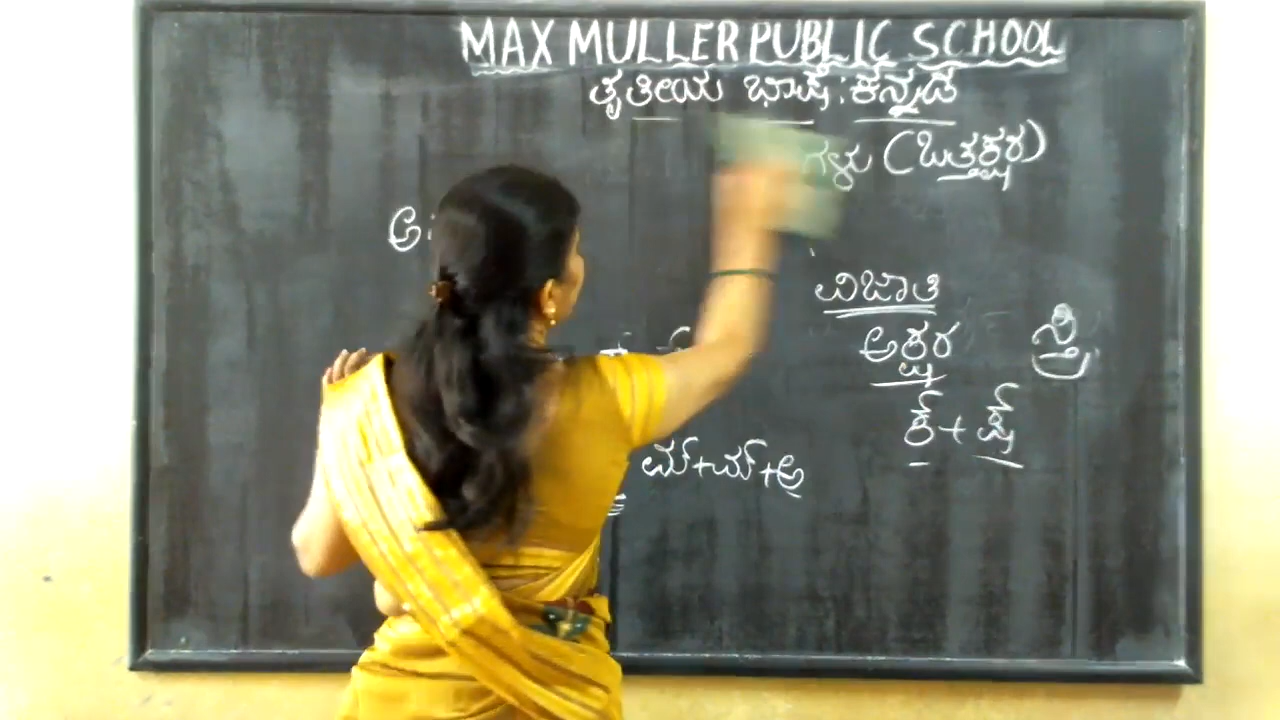 MAX MULLER PUBLIC SCHOOL
ತೃತೀಯ ಭಾಷೆ : ಕನ್ನಡ
ಗಳು (ಒತ್ತಕ್ಷರ)
ವಿಜಾತಿ
ಅಕ್ಷರ ಸ್ತ್ರಿ
ಕ್ + ಷ್
ಮ್+ಮ್+ಅ